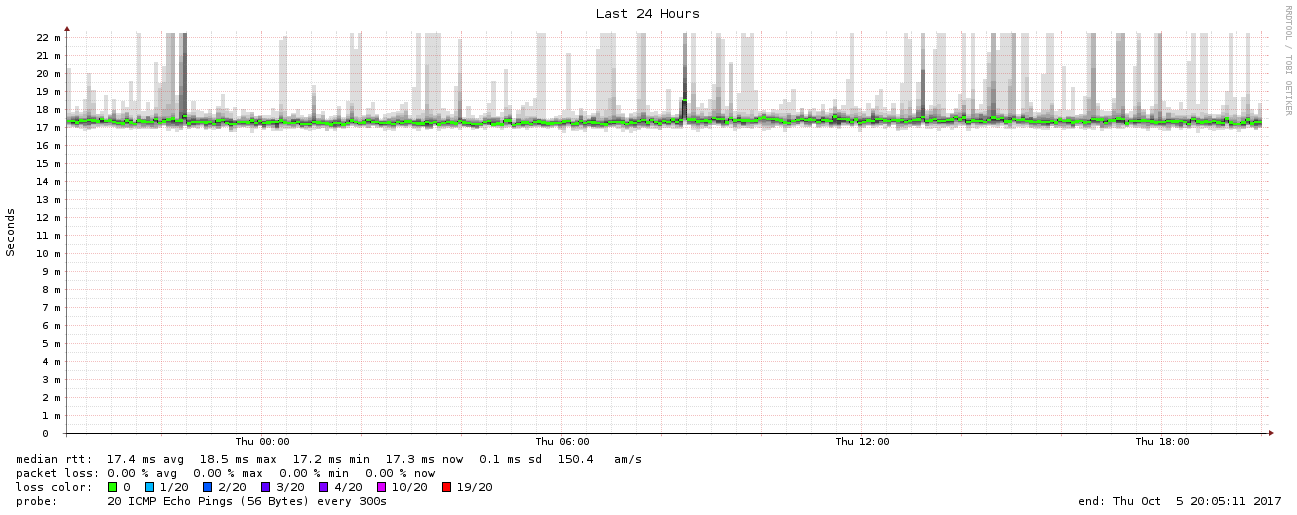 Last 24 Hours
RRDTOOL / TOBI OETIKER
Seconds
22 m
21 m
20 m
19 m
18 m
17 m
16 m
15 m
14 m
13 m
12 m
11 m
10 m
9 m
8 m
7 m
6 m
5 m
4 m
3 m
2 m
1 m
0
Thu 00:00 Thu 06:00 Thu 12:00 Thu 18:00
median rtt: 17.4 ms avg 18.5 ms max 17.2 ms min 17.3 ms now 0.1 ms sd 150.4 am/s
packet loss: 0.00 % avg 0.00 % max 0.00 % min 0.00 % now
loss color: 0 1/20 2/20 3/20 4/20 10/20 19/20
probe: 20 ICMP Echo Pings (56 Bytes) every 300s end: Thu Oct 5 20:05:11 2017